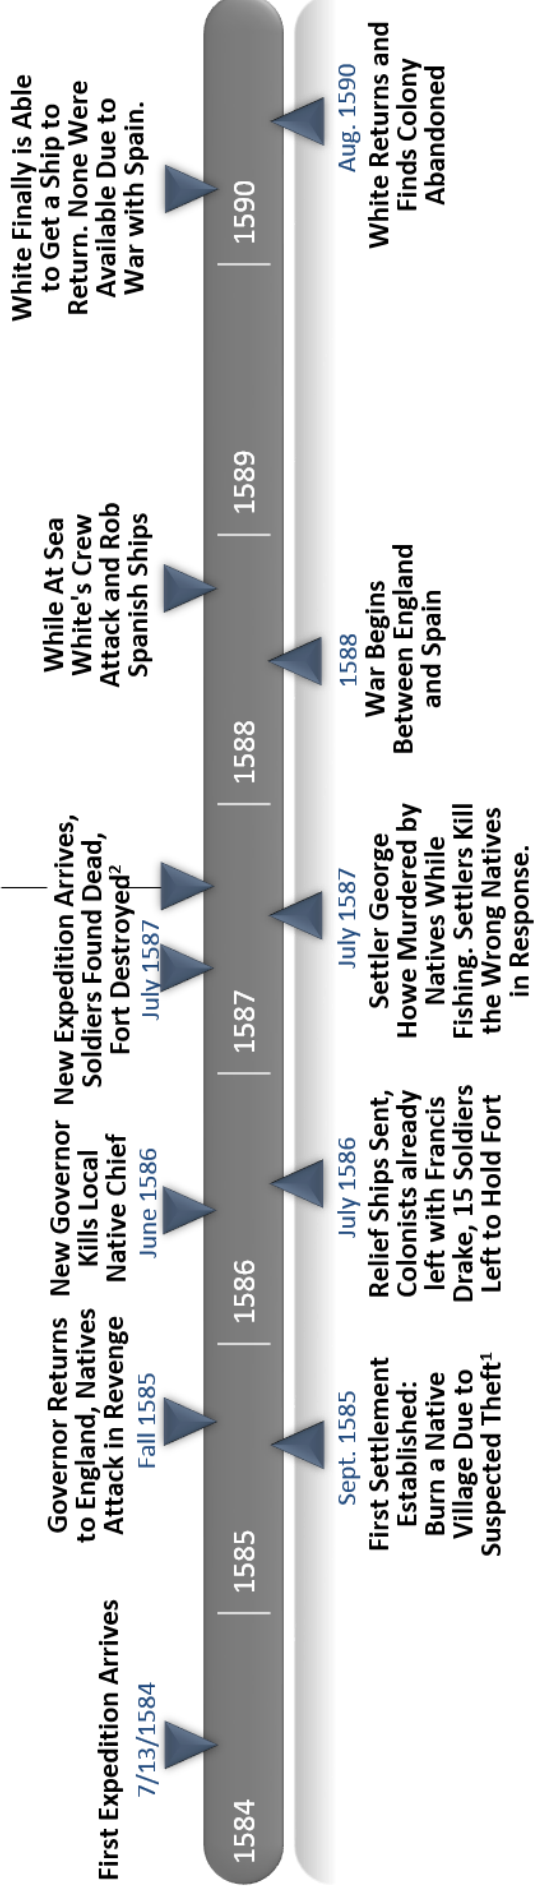 First Expedition Arrives
7/13/1584
Governor Returns
to England, Natives
Attack in Revenge
Fall 1585
New Governor
Kills Local
Native Chief
June 1586
New Expedition Arrives,
Soldiers Found Dead,
Fort Destroyed2
July 1587
While At Sea
White's Crew
Attack and Rob
Spanish Ships
White Finally is Able
to Get a Ship to
Return. None Were
Available Due to
War with Spain.
1584
1585
1586
1587
1588
1589
1590
Sept. 1585
First Settlement
Established:
Burn a Native
Village Due to
Suspected Theft1
July 1586
Relief Ships Sent,
Colonists already
left with Francis
Drake, 15 Soldiers
Left to Hold Fort
July 1587
Settler George
Howe Murdered by
Natives While
Fishing. Settlers Kill
the Wrong Natives
in Response.
1588
War Begins
Between England
and Spain
Aug. 1590
White Returns and
Finds Colony
Abandoned